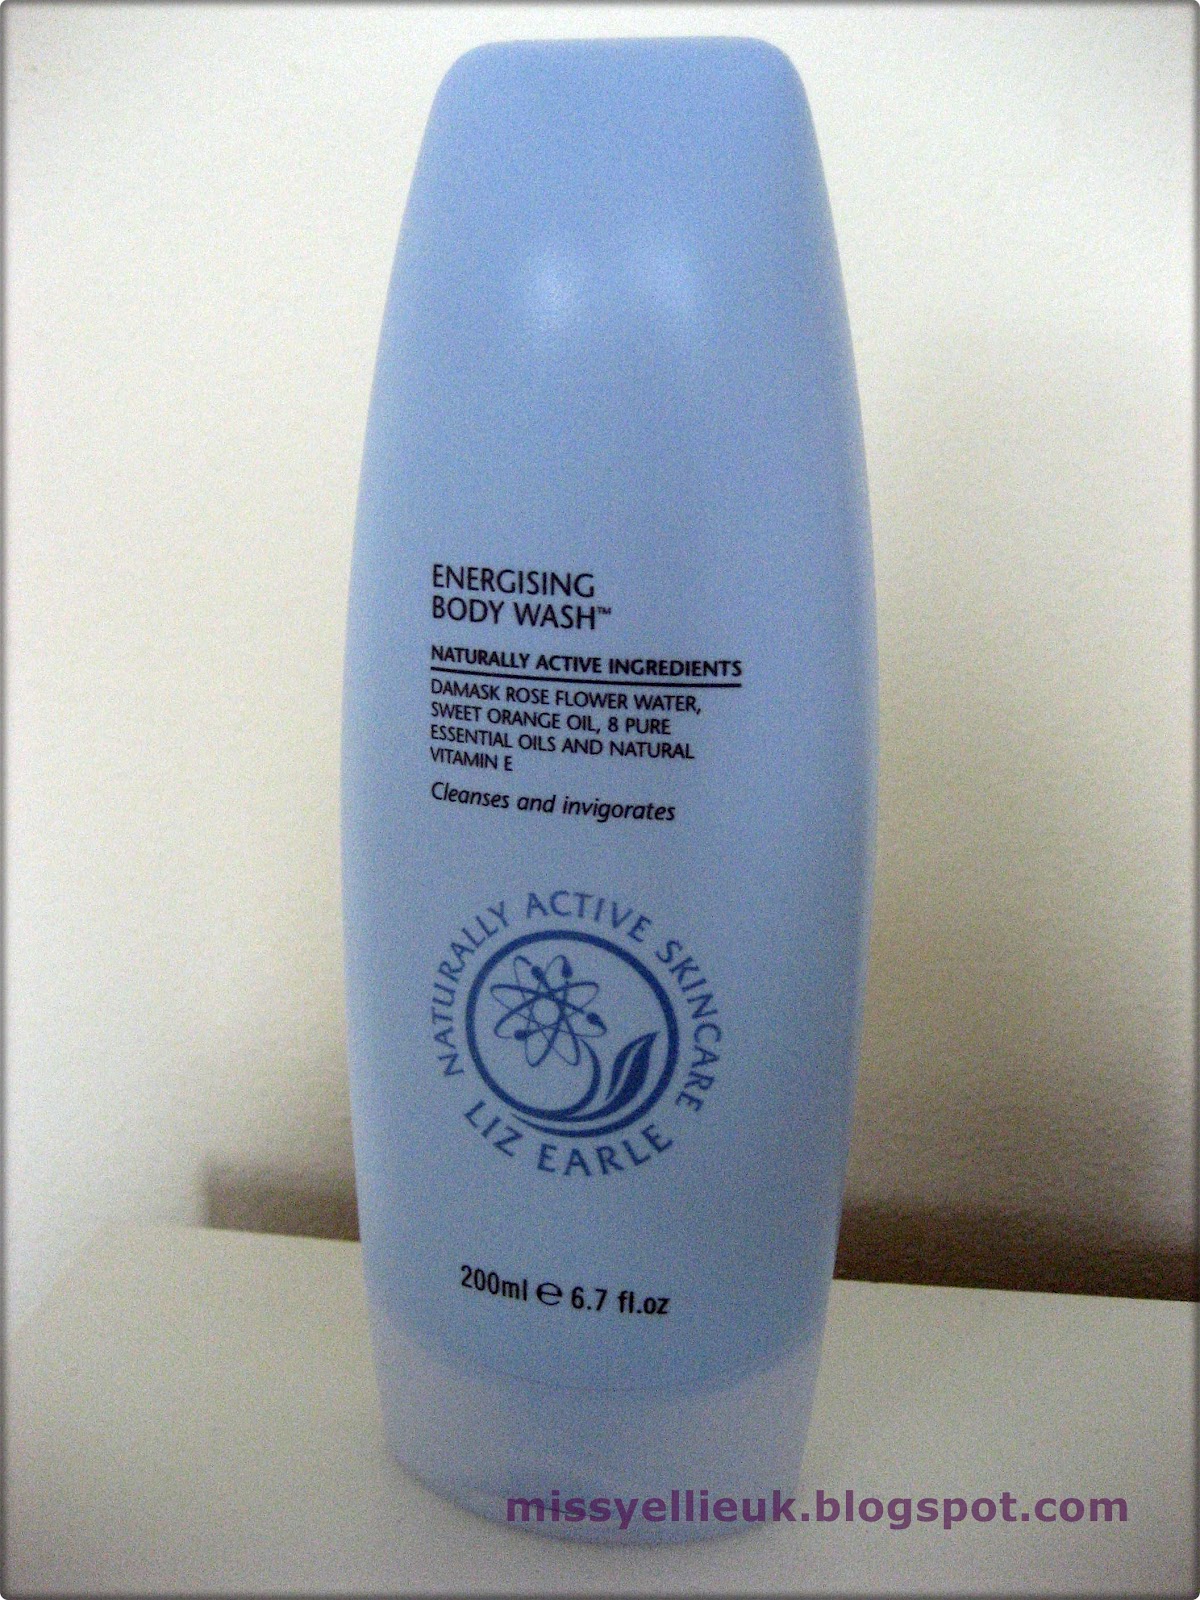 ENERGISING
BODY WASH™
NATURALLY ACTIVE INGREDIENTS
DAMASK ROSE FLOWER WATER,
SWEET ORANGE OIL, 8 PURE
ESSENTIAL OILS AND NATURAL
VITAMIN E
Cleanses and invigorates
NATURALLY ACTIVE SKINCARE
LIZ EARLE
200ml ℮ 6.7 fl.oz
missyellieuk.blogspot.com